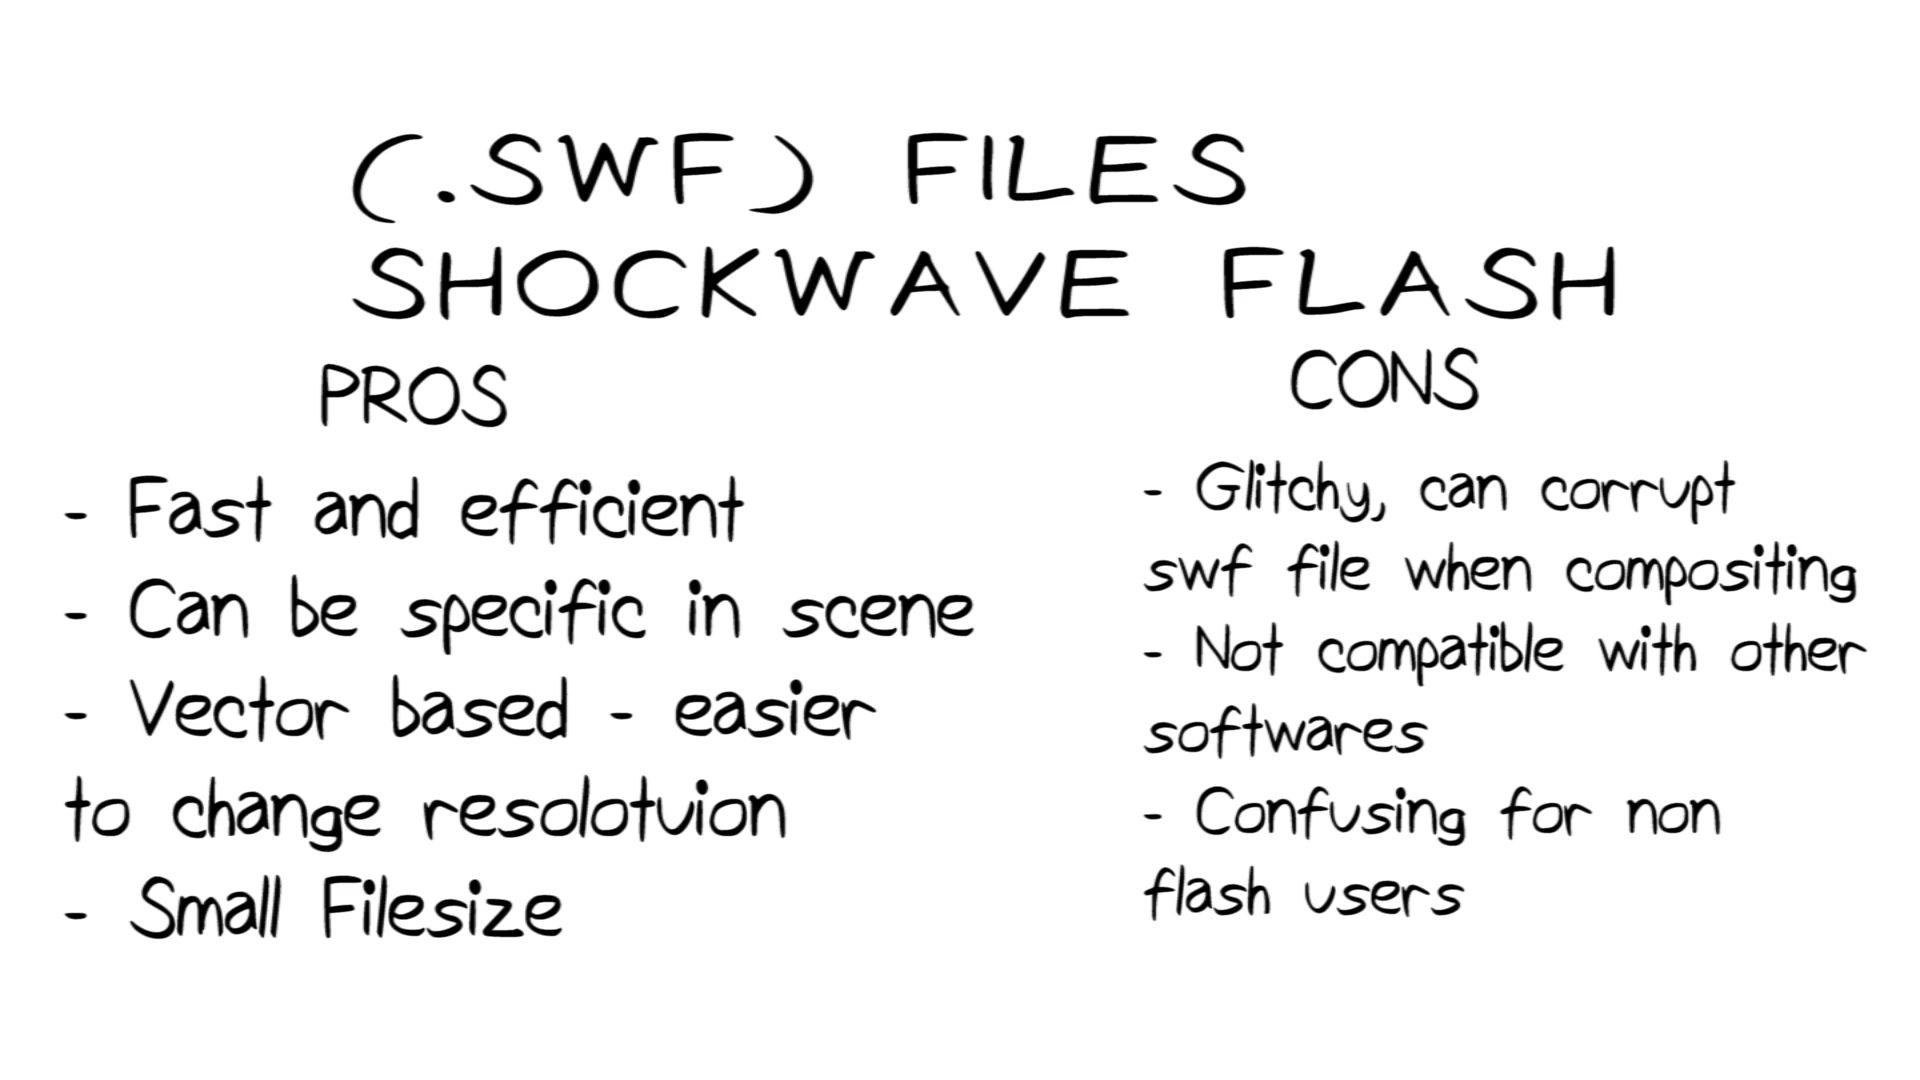 (.SWF) FILES
SHOCKWAVE FLASH
PROS
- Fast and efficient
- Can be specific in scene
- Vector based - easier
to change resolotuion
- Small Filesize
CONS
- Glitchy, can corrupt
swf file when compositing
- Not compatible with other
softwares
- Confusing for non
flash users